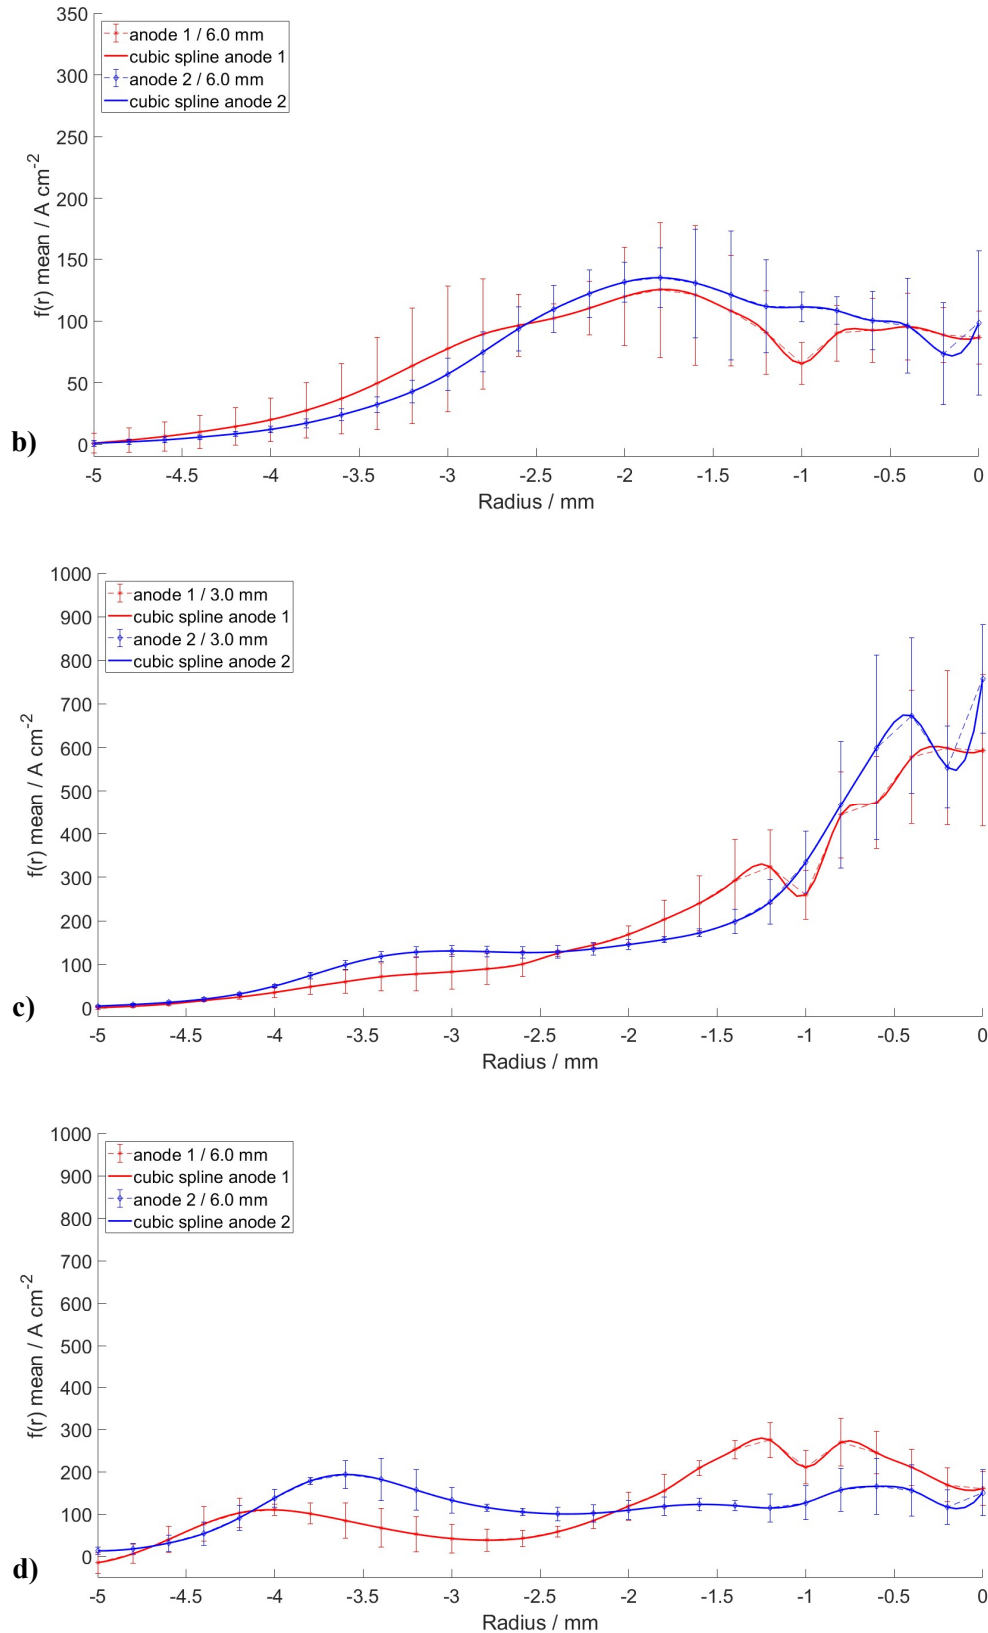 350
300
250
200
150
100
50
0
f(r) mean / A cm-2
anode 1 / 6.0 mm
cubic spline anode 1
anode 2 / 6.0 mm
cubic spline anode 2
b)
-5 -4.5 -4 -3.5 -3 -2.5 -2 -1.5 -1 -0.5 0
Radius / mm
1000
900
800
700
600
500
400
300
200
100
0
f(r) mean / A cm-2
anode 1 / 3.0 mm
cubic spline anode 1
anode 2 / 3.0 mm
cubic spline anode 2
c)
-5 -4.5 -4 -3.5 -3 -2.5 -2 -1.5 -1 -0.5 0
Radius / mm
1000
900
800
700
600
500
400
300
200
100
0
f(r) mean / A cm-2
anode 1 / 6.0 mm
cubic spline anode 1
anode 2 / 6.0 mm
cubic spline anode 2
d)
-5 -4.5 -4 -3.5 -3 -2.5 -2 -1.5 -1 -0.5 0
Radius / mm